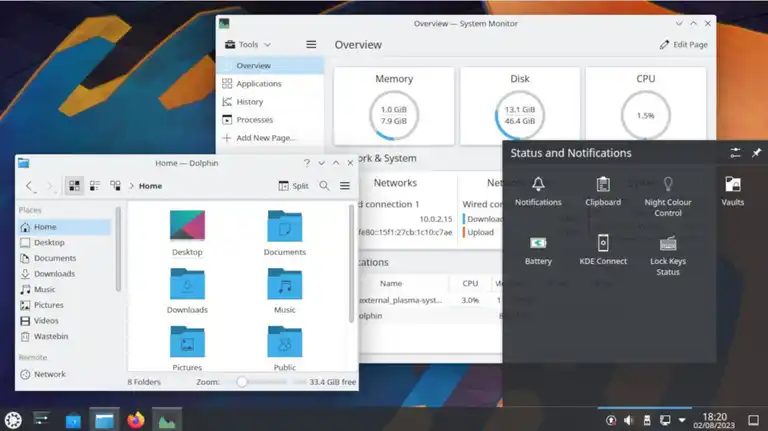 Overview — System Monitor
Tools
Overview
Edit Page
Overview
Applications
History
Processes
Add New Page...
Memory
1.0 GiB
7.9 GiB
Disk
13.1 GiB
46.4 GiB
CPU
1.5%
rk & System
Networks
Wired connection 1
10.0.2.15
fe80::15f1:27cb:1c10:c7ae
Netwo
Wired conne
Download
Upload
cations
Name
CPU
external_plasma-syst...
3.0%
olphin
Home — Dolphin
Home
Split
Places
Home
Desktop
Documents
Downloads
Music
Pictures
Videos
Wastebin
Remote
Network
Desktop
Documents
Downloads
Music
Pictures
Public
8 Folders
Zoom:
33.4 GiB free
Status and Notifications
Notifications
Clipboard
Night Colour
Control
Vaults
Battery
KDE Connect
Lock Keys
Status
18:20
02/08/2023